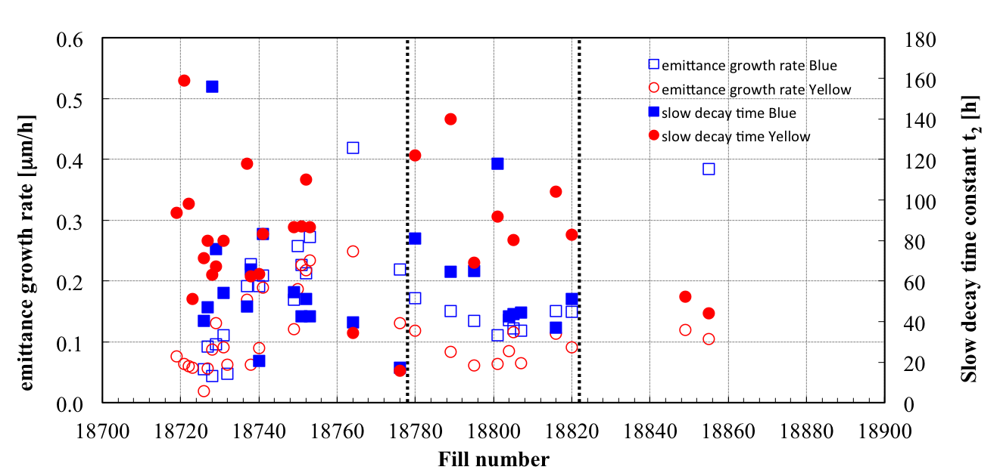 0.6
0.5
0.4
0.3
0.2
0.1
0.0
emittance growth rate [µm/h]
180
160
140
120
100
80
60
40
20
0
Slow decay time constant t2 [h]
emittance growth rate Blue
emittance growth rate Yellow
slow decay time Blue
slow decay time Yellow
18700 18720 18740 18760 18780 18800 18820 18840 18860 18880 18900
Fill number